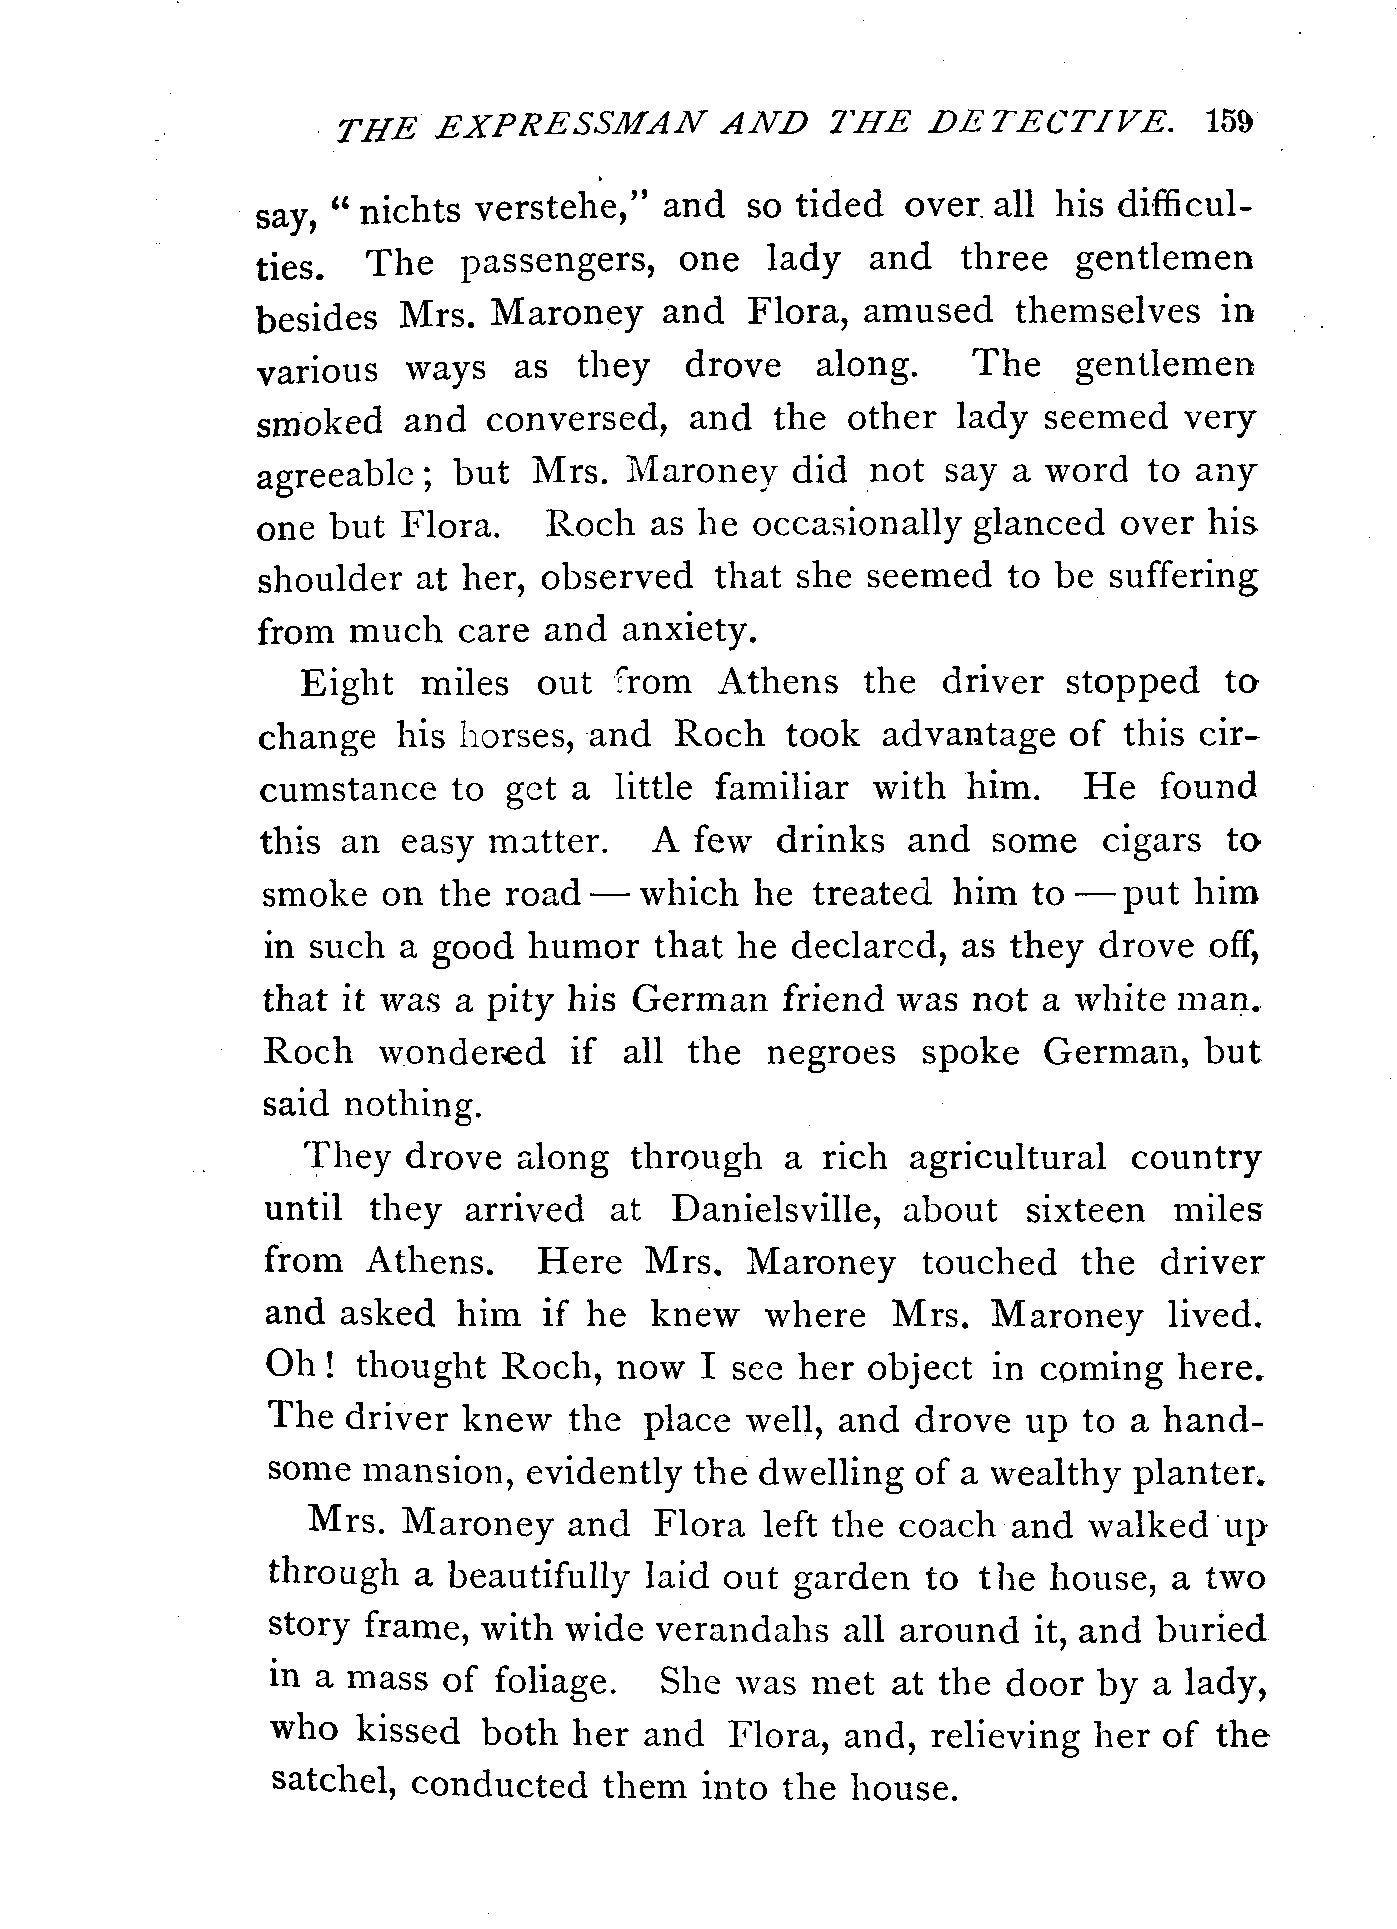 THE EXPRESSMAN AND THE DETECTIVE. 159
say, “nichts verstehe,” and so tided over all his difficul-
ties. The passengers, one lady and three gentlemen
besides Mrs. Maroney and Flora, amused themselves in
various ways as they drove along. The gentlemen
smoked and conversed, and the other lady seemed very
agreeable; but Mrs. Maroney did not say a word to any
one but Flora. Roch as he occasionally glanced over his
shoulder at her, observed that she seemed to be suffering
from much care and anxiety.
Eight miles out from Athens the driver stopped to
change his horses, and Roch took advantage of this cir-
cumstance to get a little familiar with him. He found
this an easy matter. A few drinks and some cigars to
smoke on the road — which he treated him to — put him
in such a good humor that he declared, as they drove off,
that it was a pity his German friend was not a white man.
Roch wondered if all the negroes spoke German, but
said nothing.
They drove along through a rich agricultural country
until they arrived at Danielsville, about sixteen miles
from Athens. Here Mrs. Maroney touched the driver
and asked him if he knew where Mrs. Maroney lived.
Oh! thought Roch, now I see her object in coming here.
The driver knew the place well, and drove up to a hand-
some mansion, evidently the dwelling of a wealthy planter.
Mrs. Maroney and Flora left the coach and walked up
through a beautifully laid out garden to the house, a two
story frame, with wide verandahs all around it, and buried
in a mass of foliage. She was met at the door by a lady,
who kissed both her and Flora, and, relieving her of the
satchel, conducted them into the house.